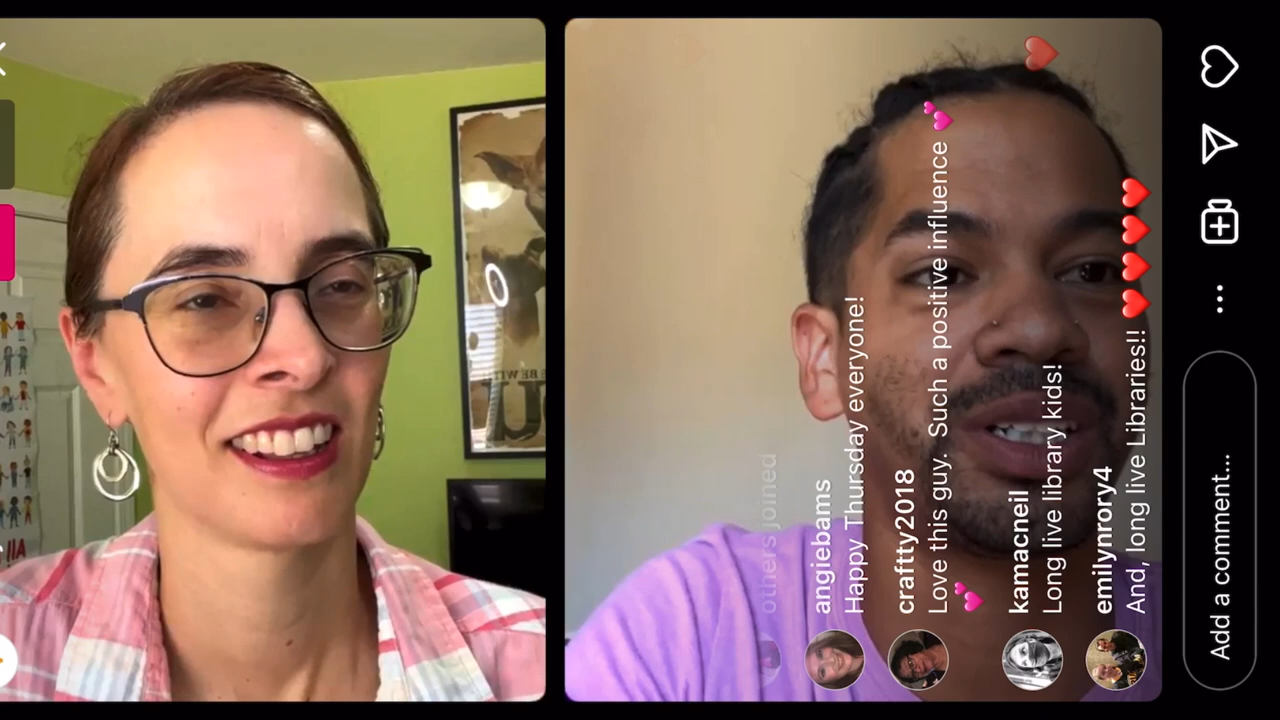 others joined
angiebams
Happy Thursday everyone!
craftty2018
Love this guy. Such a positive influence 💕
💕
kamacneil
Long live library kids!
emilynrory4
And, long live Libraries!! ❤️❤️❤️❤️
Add a comment...